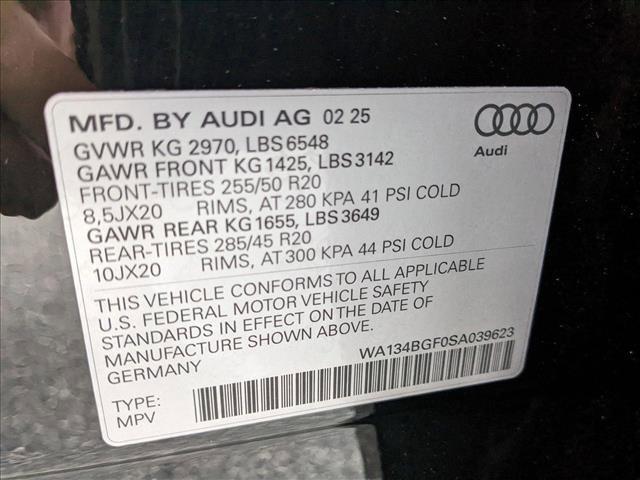 MFD. BY AUDI AG 02 25
GVWR KG 2970, LBS 6548
GAWR FRONT KG 1425, LBS 3142
FRONT-TIRES 255/50 R20
8,5JX20 RIMS, AT 280 KPA 41 PSI COLD
GAWR REAR KG 1655, LBS 3649
REAR-TIRES 285/45 R20
10JX20 RIMS, AT 300 KPA 44 PSI COLD
Audi
THIS VEHICLE CONFORMS TO ALL APPLICABLE
U.S. FEDERAL MOTOR VEHICLE SAFETY
STANDARDS IN EFFECT ON THE DATE OF
MANUFACTURE SHOWN ABOVE.
GERMANY
WA134BGF0SA039623
TYPE:
MPV